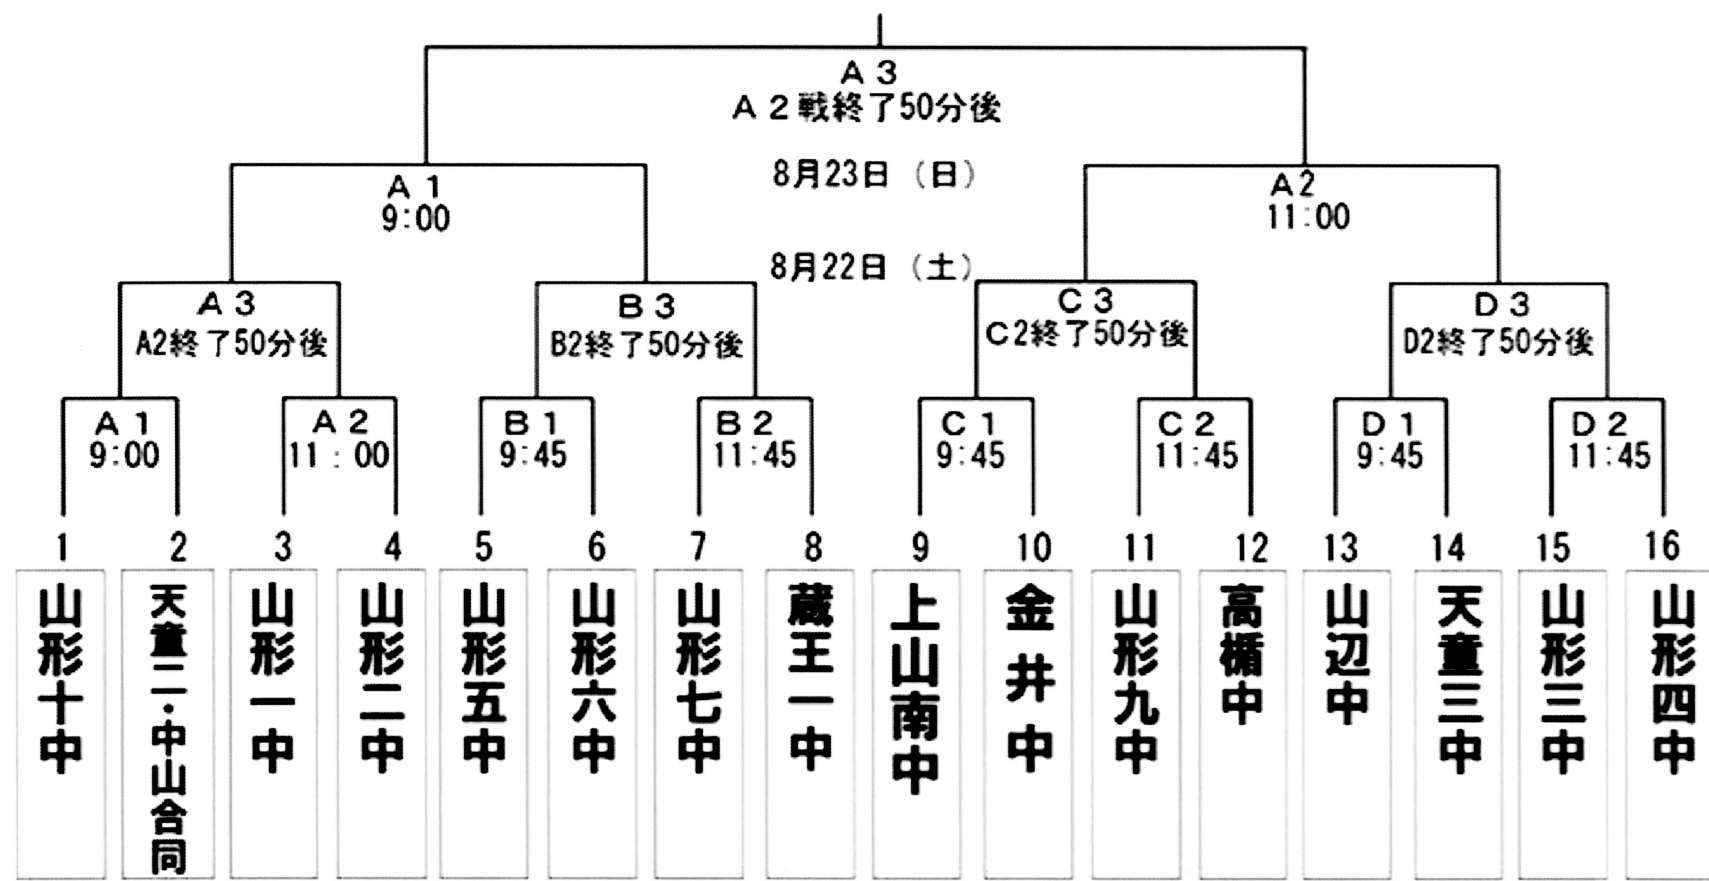 A3
A2戦終了50分後
8月23日(日)
A1
9:00
A2
11:00
8月22日(土)
A3
A2終了50分後
B3
B2終了50分後
C3
C2終了50分後
D3
D2終了50分後
A1
9:00
A2
11:00
B1
9:45
B2
11:45
C1
9:45
C2
11:45
D1
9:45
D2
11:45
1
2
3
4
5
6
7
8
9
10
11
12
13
14
15
16
山形十中
天童二・中山合同
山形一中
山形二中
山形五中
山形六中
山形七中
蔵王一中
上山南中
金井中
山形九中
高楯中
山辺中
天童三中
山形三中
山形四中